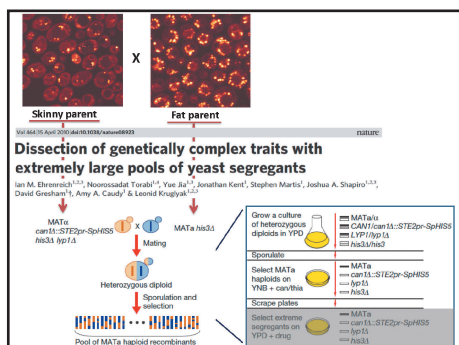 X
Skinny parent
Fat parent
Vol 464|15 April 2010|doi:10.1038/nature08923
nature
Dissection of genetically complex traits with
extremely large pools of yeast segregants
Ian M. Ehrenreich1,2,3, Noorossadat Torabi1,4, Yue Jia1,3, Jonathan Kent1, Stephen Martis1, Joshua A. Shapiro1,2,3,
David Gresham1†, Amy A. Caudy1 & Leonid Kruglyak1,2,3
MATα
can1Δ::STE2pr-SpHIS5
his3Δ lyp1Δ
X
MATa his3Δ
Mating
Heterozygous diploid
Sporulation and
selection
Pool of MATa haploid recombinants
Grow a culture
of heterozygous
diploids in YPD
MATa/α
CAN1/can1Δ::STE2pr-SpHIS5
LYP1/lyp1Δ
his3Δ/his3
Sporulate
Select MATa
haploids on
YNB + can/thia
MATa
can1Δ::STE2pr-SpHIS5
lyp1Δ
his3Δ
Scrape plates
Select extreme
segregants on
YPD + drug
MATa
can1Δ::STE2pr-SpHIS5
lyp1Δ
his3Δ